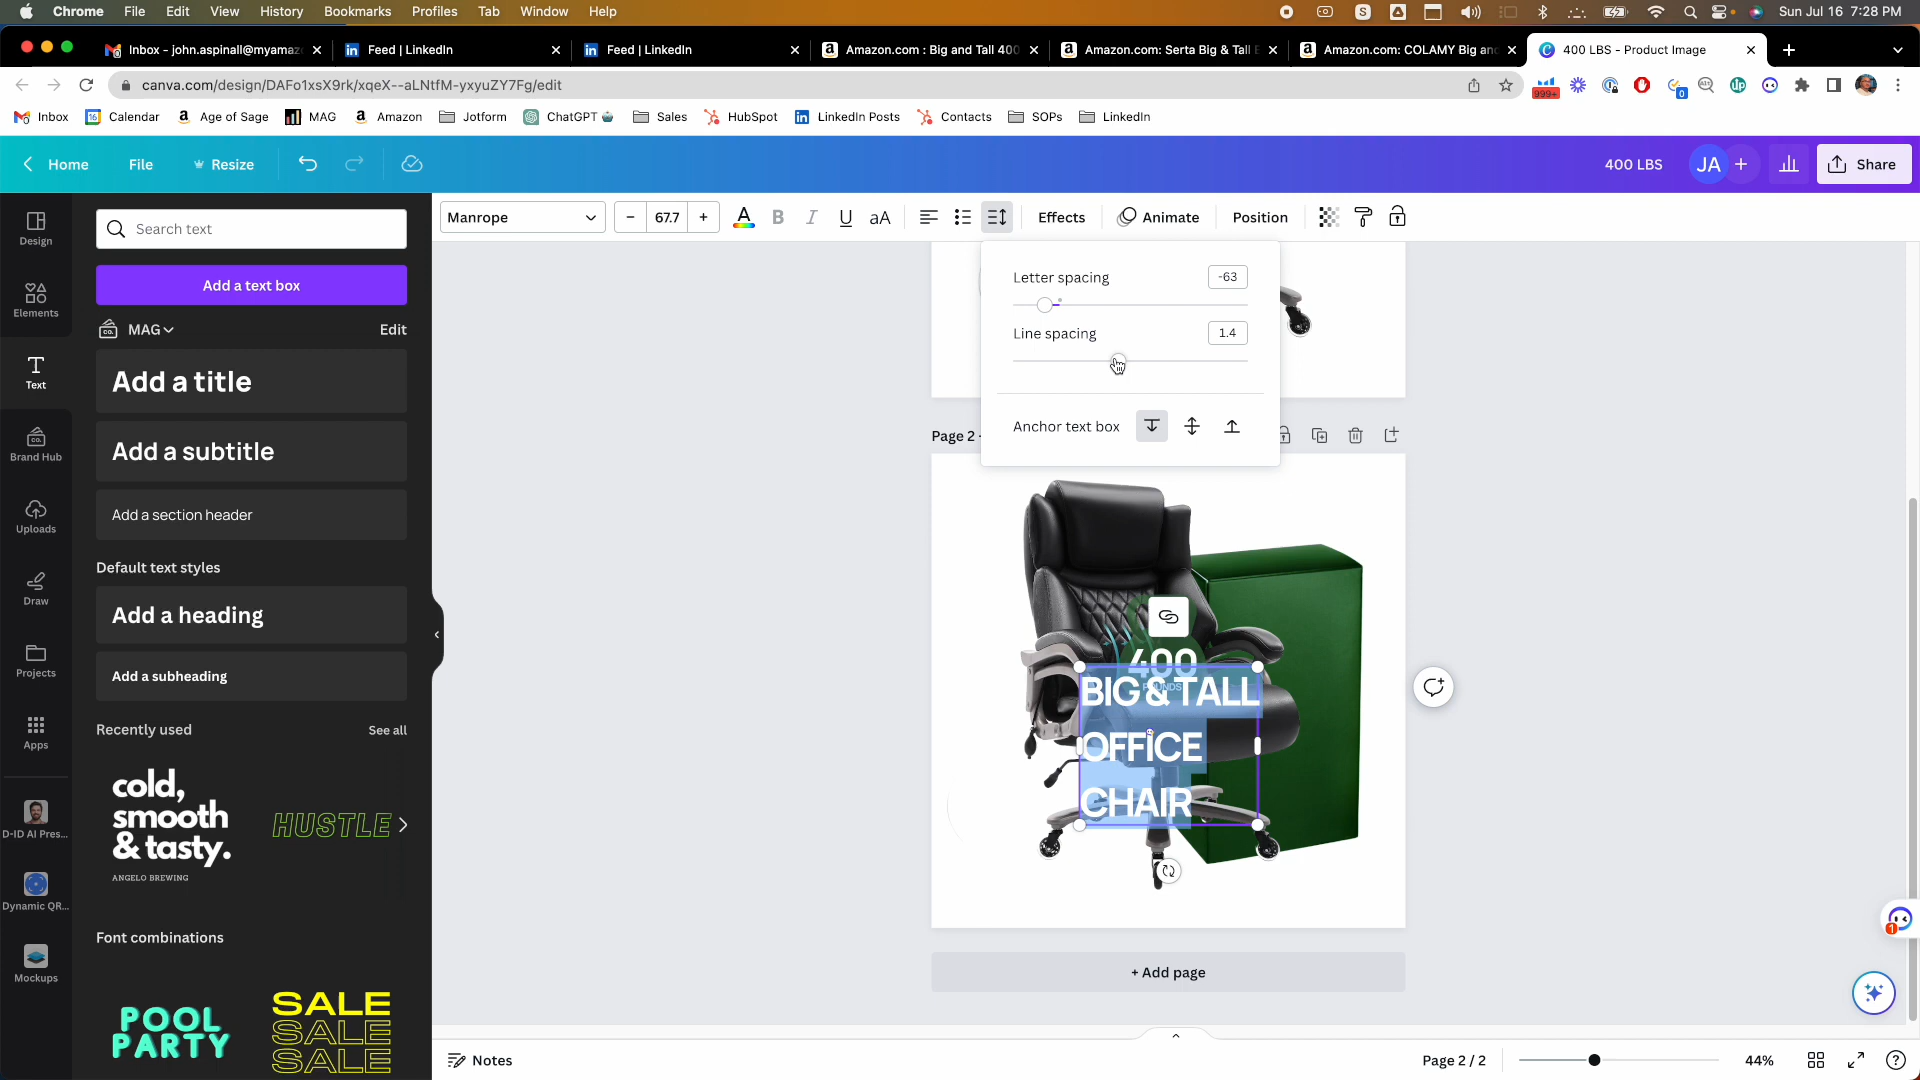 Chrome File Edit View History Bookmarks Profiles Tab Window Help
Sun Jul 16 7:28 PM
Inbox - john.aspinall@myamaz
Feed | LinkedIn
Feed | LinkedIn
Amazon.com : Big and Tall 400
Amazon.com: Serta Big & Tall E
Amazon.com: COLAMY Big and
400 LBS - Product Image
canva.com/design/DAFo1xsX9rk/xqeX--aLNtfM-yxyuZY7Fg/edit
999+
0
Inbox Calendar Age of Sage MAG Amazon Jotform ChatGPT Sales HubSpot LinkedIn Posts Contacts SOPs LinkedIn
Home File Resize
400 LBS JA + Share
Design
Elements
Text
Brand Hub
Uploads
Draw
Projects
Apps
D-ID AI Pres...
Dynamic QR...
Mockups
Search text
Add a text box
MAG
Edit
Add a title
Add a subtitle
Add a section header
Default text styles
Add a heading
Add a subheading
Recently used
See all
cold,
smooth
& tasty.
ANGELO BREWING
HUSTLE
Font combinations
POOL
PARTY
SALE
SALE
SALE
Manrope
- 67.7 +
A B I U aA
Effects Animate Position
Letter spacing -63
Line spacing 1.4
Anchor text box
Page 2 -
400
POUNDS
BIG & TALL
OFFICE
CHAIR
+ Add page
1
Notes
Page 2 / 2
44%